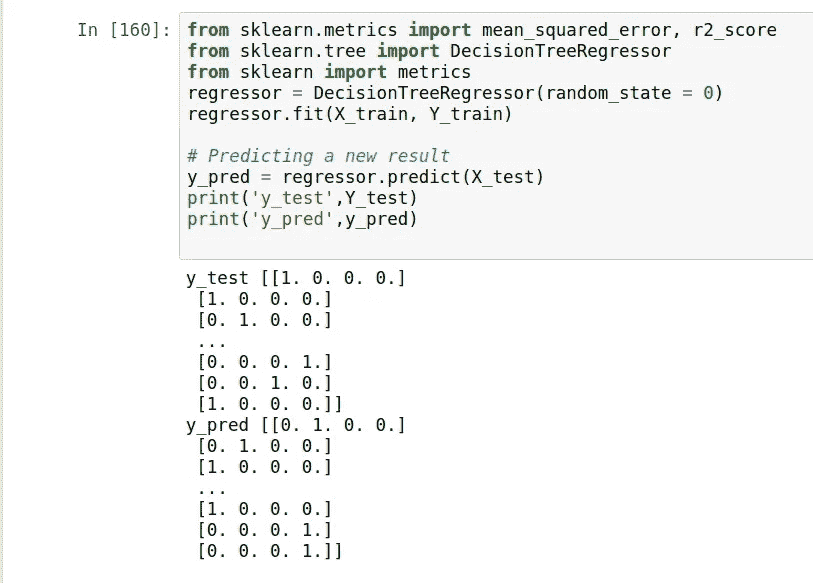 In [160]: from sklearn.metrics import mean_squared_error, r2_score
from sklearn.tree import DecisionTreeRegressor
from sklearn import metrics
regressor = DecisionTreeRegressor(random_state = 0)
regressor.fit(X_train, Y_train)
# Predicting a new result
y_pred = regressor.predict(X_test)
print('y_test',Y_test)
print('y_pred',y_pred)
y_test [[1. 0. 0. 0.]
[1. 0. 0. 0.]
[0. 1. 0. 0.]
...
[0. 0. 0. 1.]
[0. 0. 1. 0.]
[1. 0. 0. 0.]]
y_pred [[0. 1. 0. 0.]
[0. 1. 0. 0.]
[1. 0. 0. 0.]
...
[1. 0. 0. 0.]
[0. 0. 0. 1.]
[0. 0. 0. 1.]]